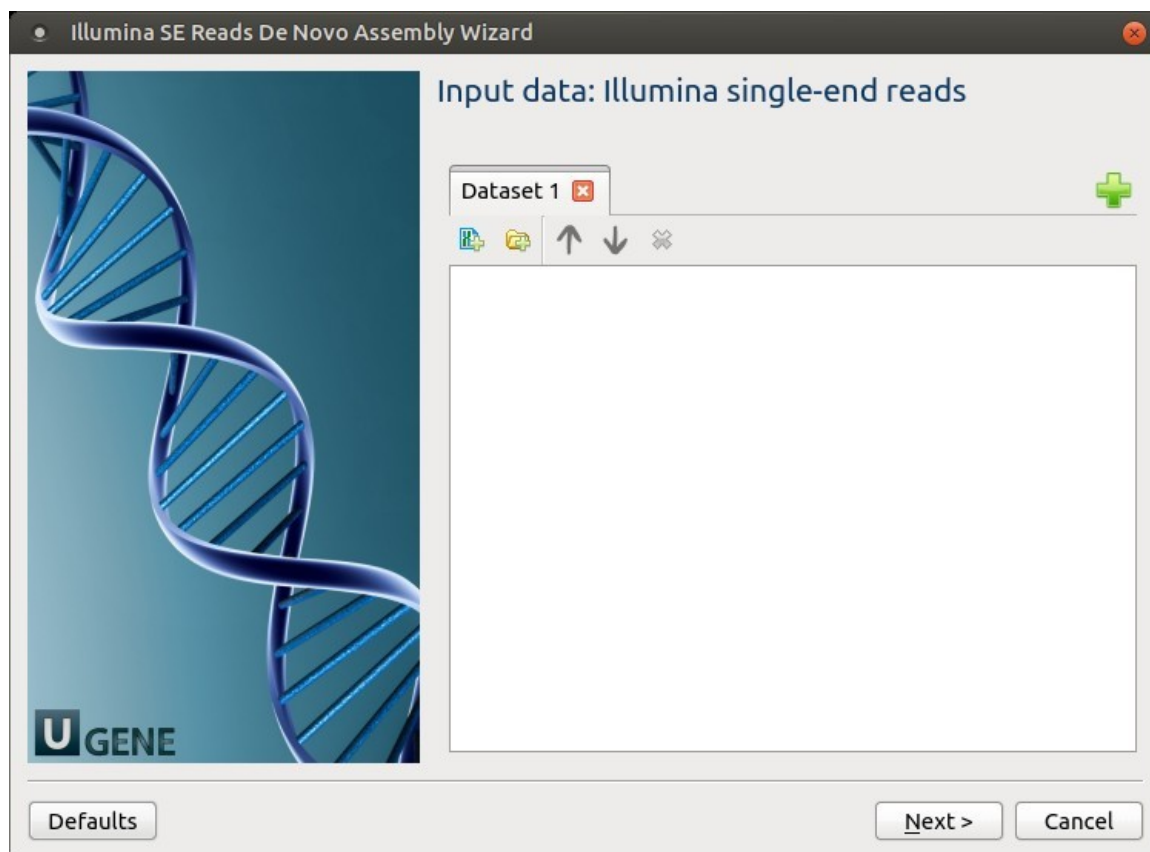 Illumina SE Reads De Novo Assembly Wizard
Input data: Illumina single-end reads
Dataset 1
UGENE
Defaults
Next >
Cancel